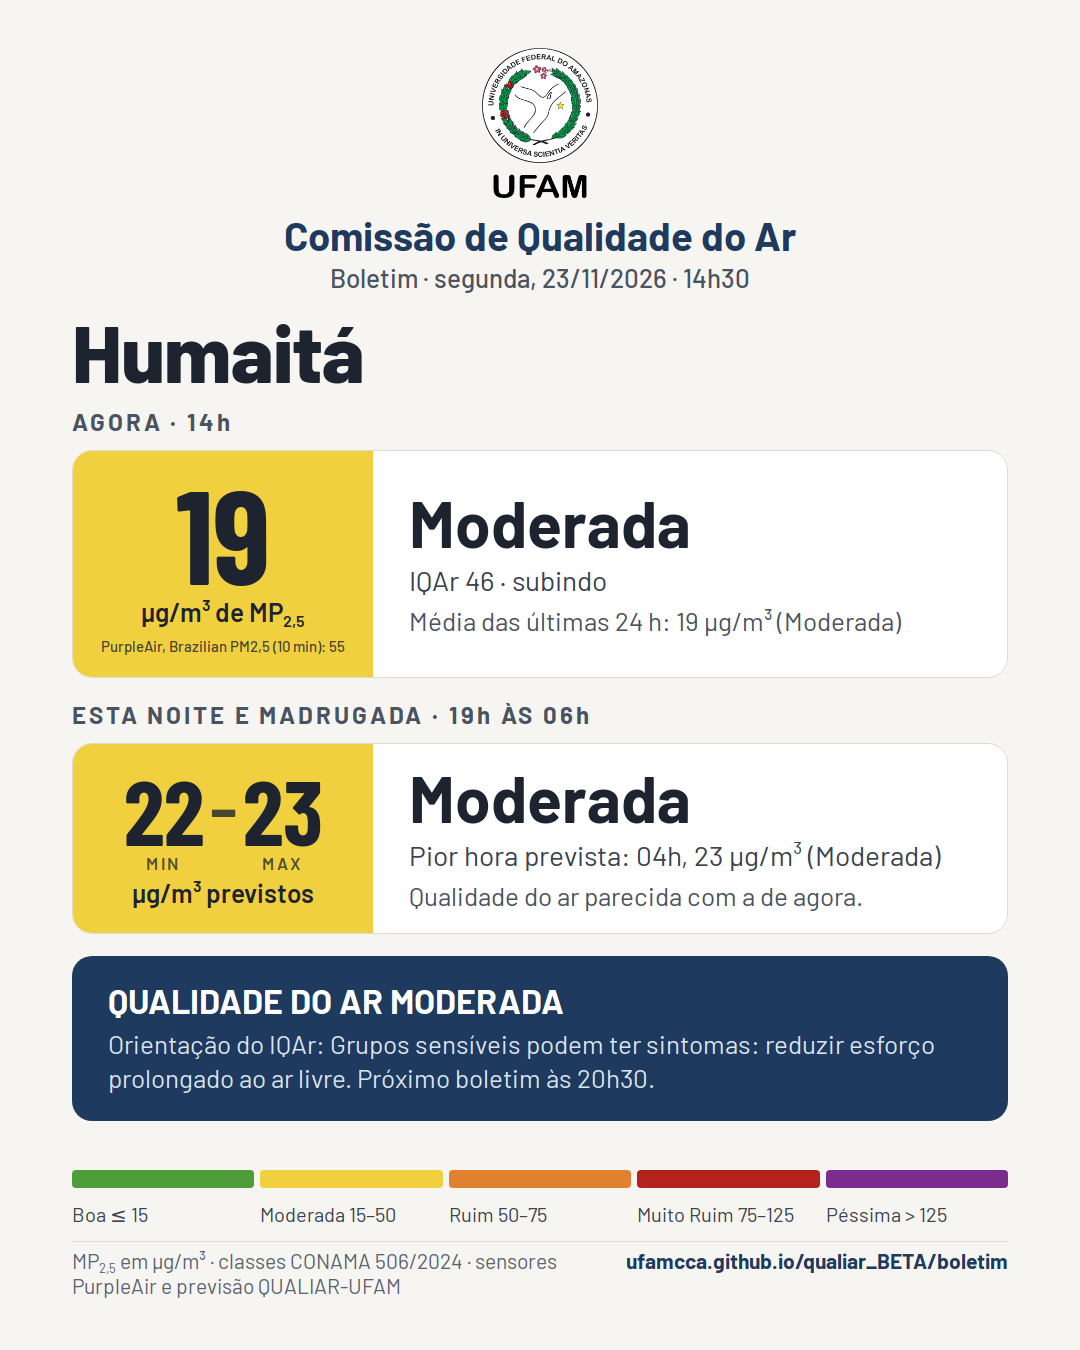 UNIVERSIDADE FEDERAL DO AMAZONAS
IN UNIVERSA SCIENTIA VERITAS
UFAM
Comissão de Qualidade do Ar
Boletim · segunda, 23/11/2026 · 14h30
Humaitá
AGORA · 14h
19
µg/m³ de MP2,5
PurpleAir, Brazilian PM2,5 (10 min): 55
Moderada
IQAr 46 · subindo
Média das últimas 24 h: 19 µg/m³ (Moderada)
ESTA NOITE E MADRUGADA · 19h ÀS 06h
22–23
MIN MAX
µg/m³ previstos
Moderada
Pior hora prevista: 04h, 23 µg/m³ (Moderada)
Qualidade do ar parecida com a de agora.
QUALIDADE DO AR MODERADA
Orientação do IQAr: Grupos sensíveis podem ter sintomas: reduzir esforço
prolongado ao ar livre. Próximo boletim às 20h30.
Boa ≤ 15 Moderada 15–50 Ruim 50–75 Muito Ruim 75–125 Péssima > 125
MP2,5 em µg/m³ · classes CONAMA 506/2024 · sensores
PurpleAir e previsão QUALIAR-UFAM
ufamcca.github.io/qualiar_BETA/boletim